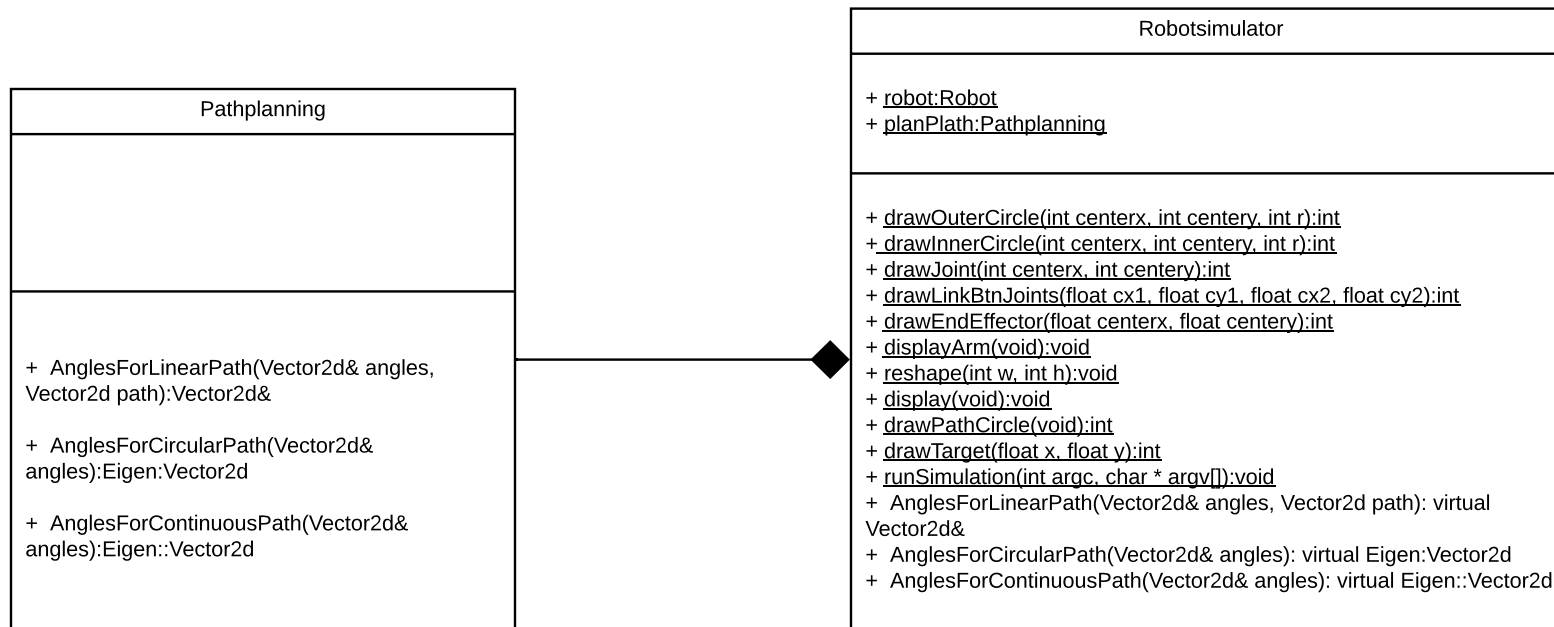 Pathplanning
+ AnglesForLinearPath(Vector2d& angles,
Vector2d path):Vector2d&
+ AnglesForCircularPath(Vector2d&
angles):Eigen:Vector2d
+ AnglesForContinuousPath(Vector2d&
angles):Eigen::Vector2d
Robotsimulator
+ robot:Robot
+ planPlath:Pathplanning
+ drawOuterCircle(int centerx, int centery, int r):int
+ drawInnerCircle(int centerx, int centery, int r):int
+ drawJoint(int centerx, int centery):int
+ drawLinkBtnJoints(float cx1, float cy1, float cx2, float cy2):int
+ drawEndEffector(float centerx, float centery):int
+ displayArm(void):void
+ reshape(int w, int h):void
+ display(void):void
+ drawPathCircle(void):int
+ drawTarget(float x, float y):int
+ runSimulation(int argc, char * argv[]):void
+ AnglesForLinearPath(Vector2d& angles, Vector2d path): virtual
Vector2d&
+ AnglesForCircularPath(Vector2d& angles): virtual Eigen:Vector2d
+ AnglesForContinuousPath(Vector2d& angles): virtual Eigen::Vector2d